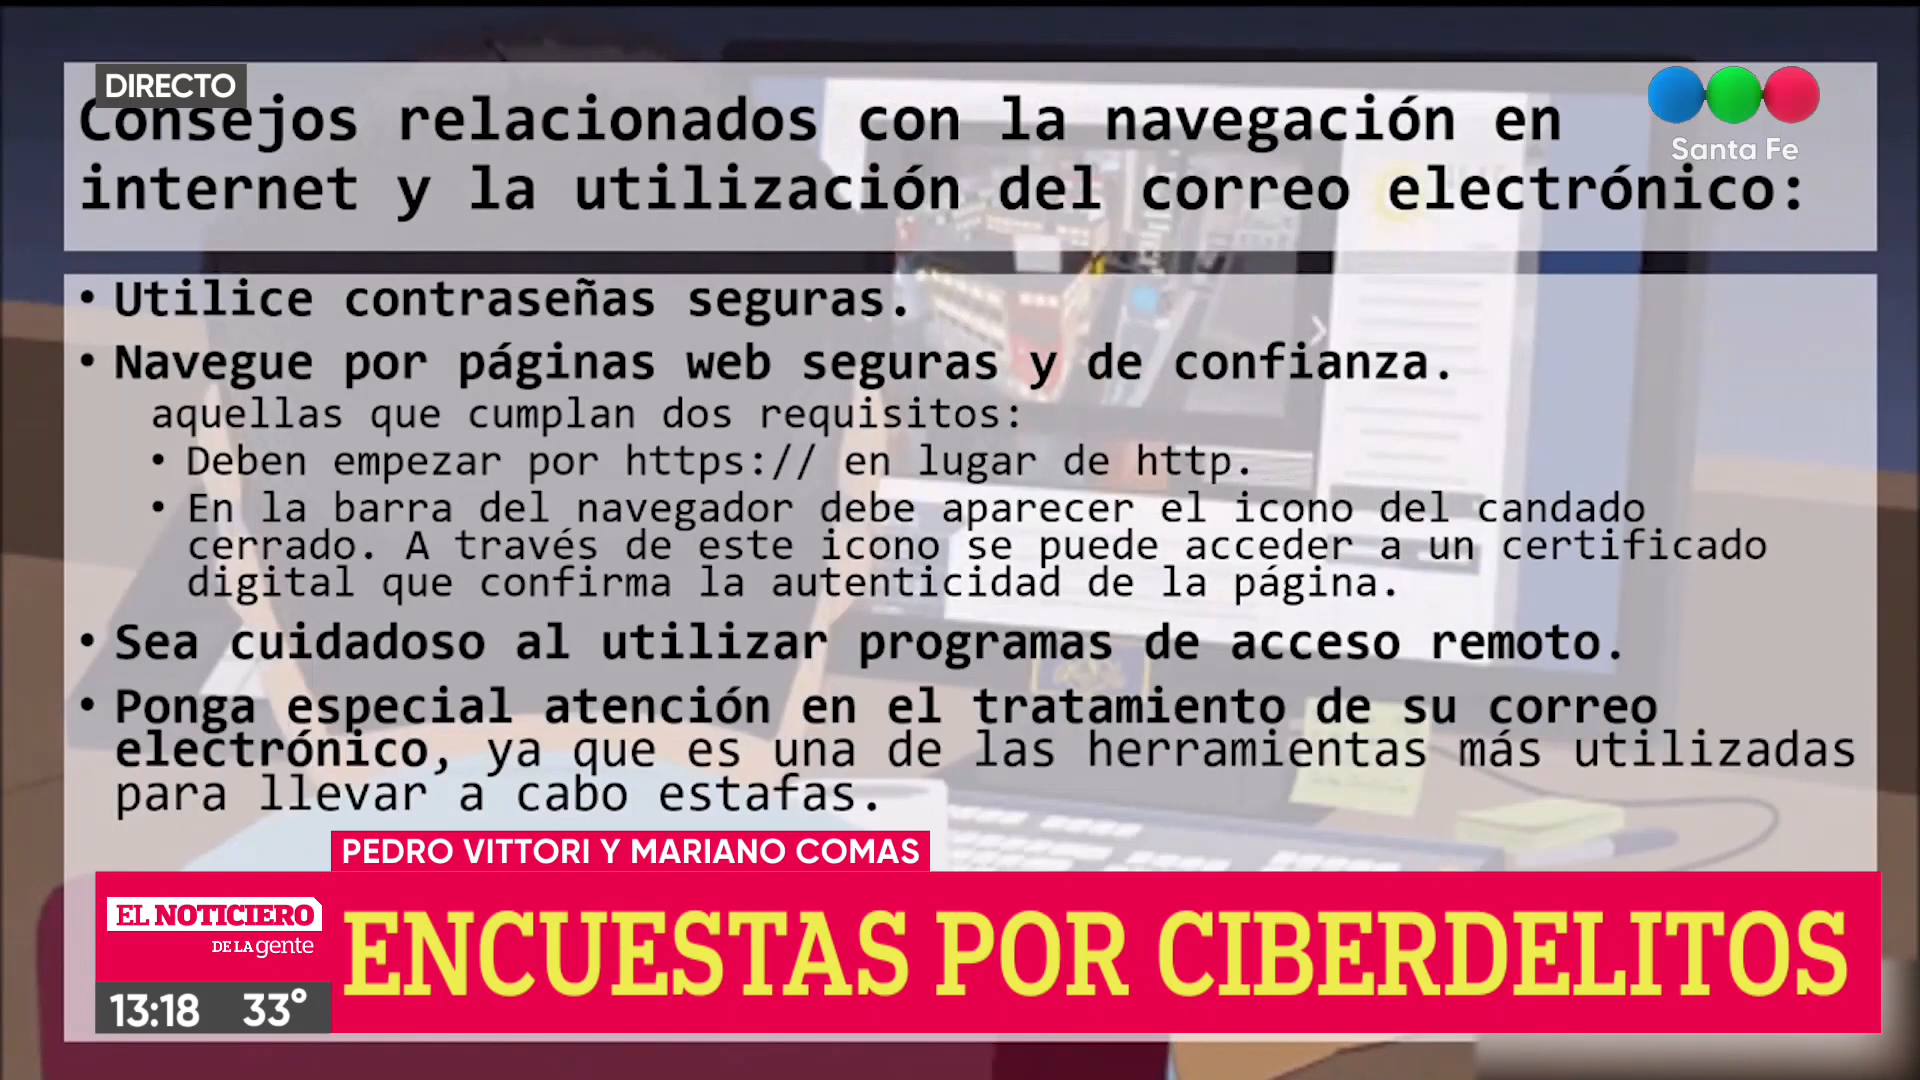 DIRECTO
Santa Fe
Consejos relacionados con la navegación en
internet y la utilización del correo electrónico:
• Utilice contraseñas seguras.
• Navegue por páginas web seguras y de confianza.
aquellas que cumplan dos requisitos:
• Deben empezar por https:// en lugar de http.
• En la barra del navegador debe aparecer el icono del candado
cerrado. A través de este icono se puede acceder a un certificado
digital que confirma la autenticidad de la página.
• Sea cuidadoso al utilizar programas de acceso remoto.
• Ponga especial atención en el tratamiento de su correo
electrónico, ya que es una de las herramientas más utilizadas
para llevar a cabo estafas.
PEDRO VITTORI Y MARIANO COMAS
EL NOTICIERO
DE LA gente
ENCUESTAS POR CIBERDELITOS
13:18 33°